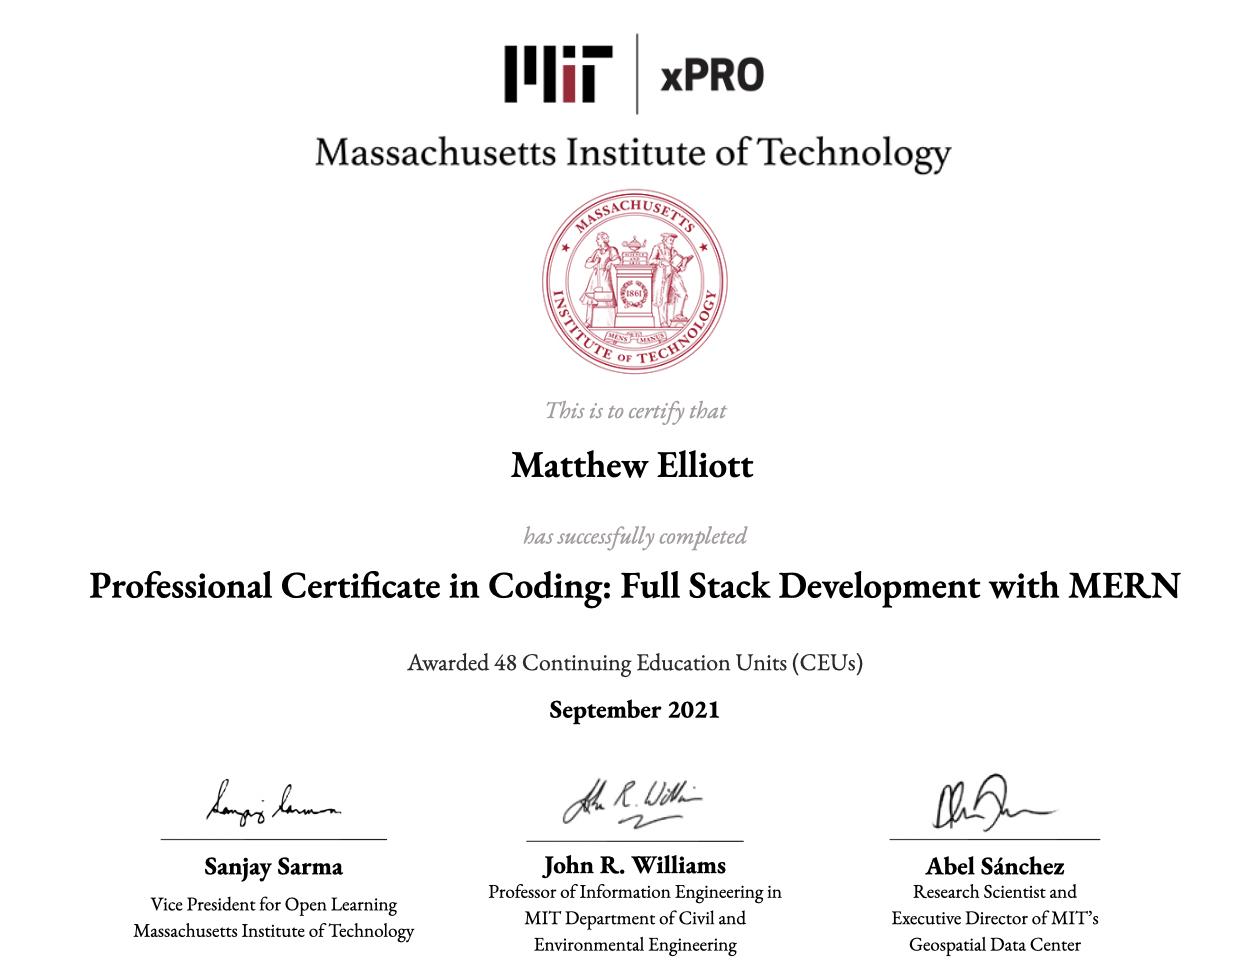 MIT xPRO
Massachusetts Institute of Technology
MASSACHUSETTS
INSTITUTE OF TECHNOLOGY
SCIENCE AND ART
1861
MENS ET MANUS
This is to certify that
Matthew Elliott
has successfully completed
Professional Certificate in Coding: Full Stack Development with MERN
Awarded 48 Continuing Education Units (CEUs)
September 2021
Sanjay Sarma
Vice President for Open Learning
Massachusetts Institute of Technology
John R. Williams
Professor of Information Engineering in
MIT Department of Civil and
Environmental Engineering
Abel Sánchez
Research Scientist and
Executive Director of MIT's
Geospatial Data Center